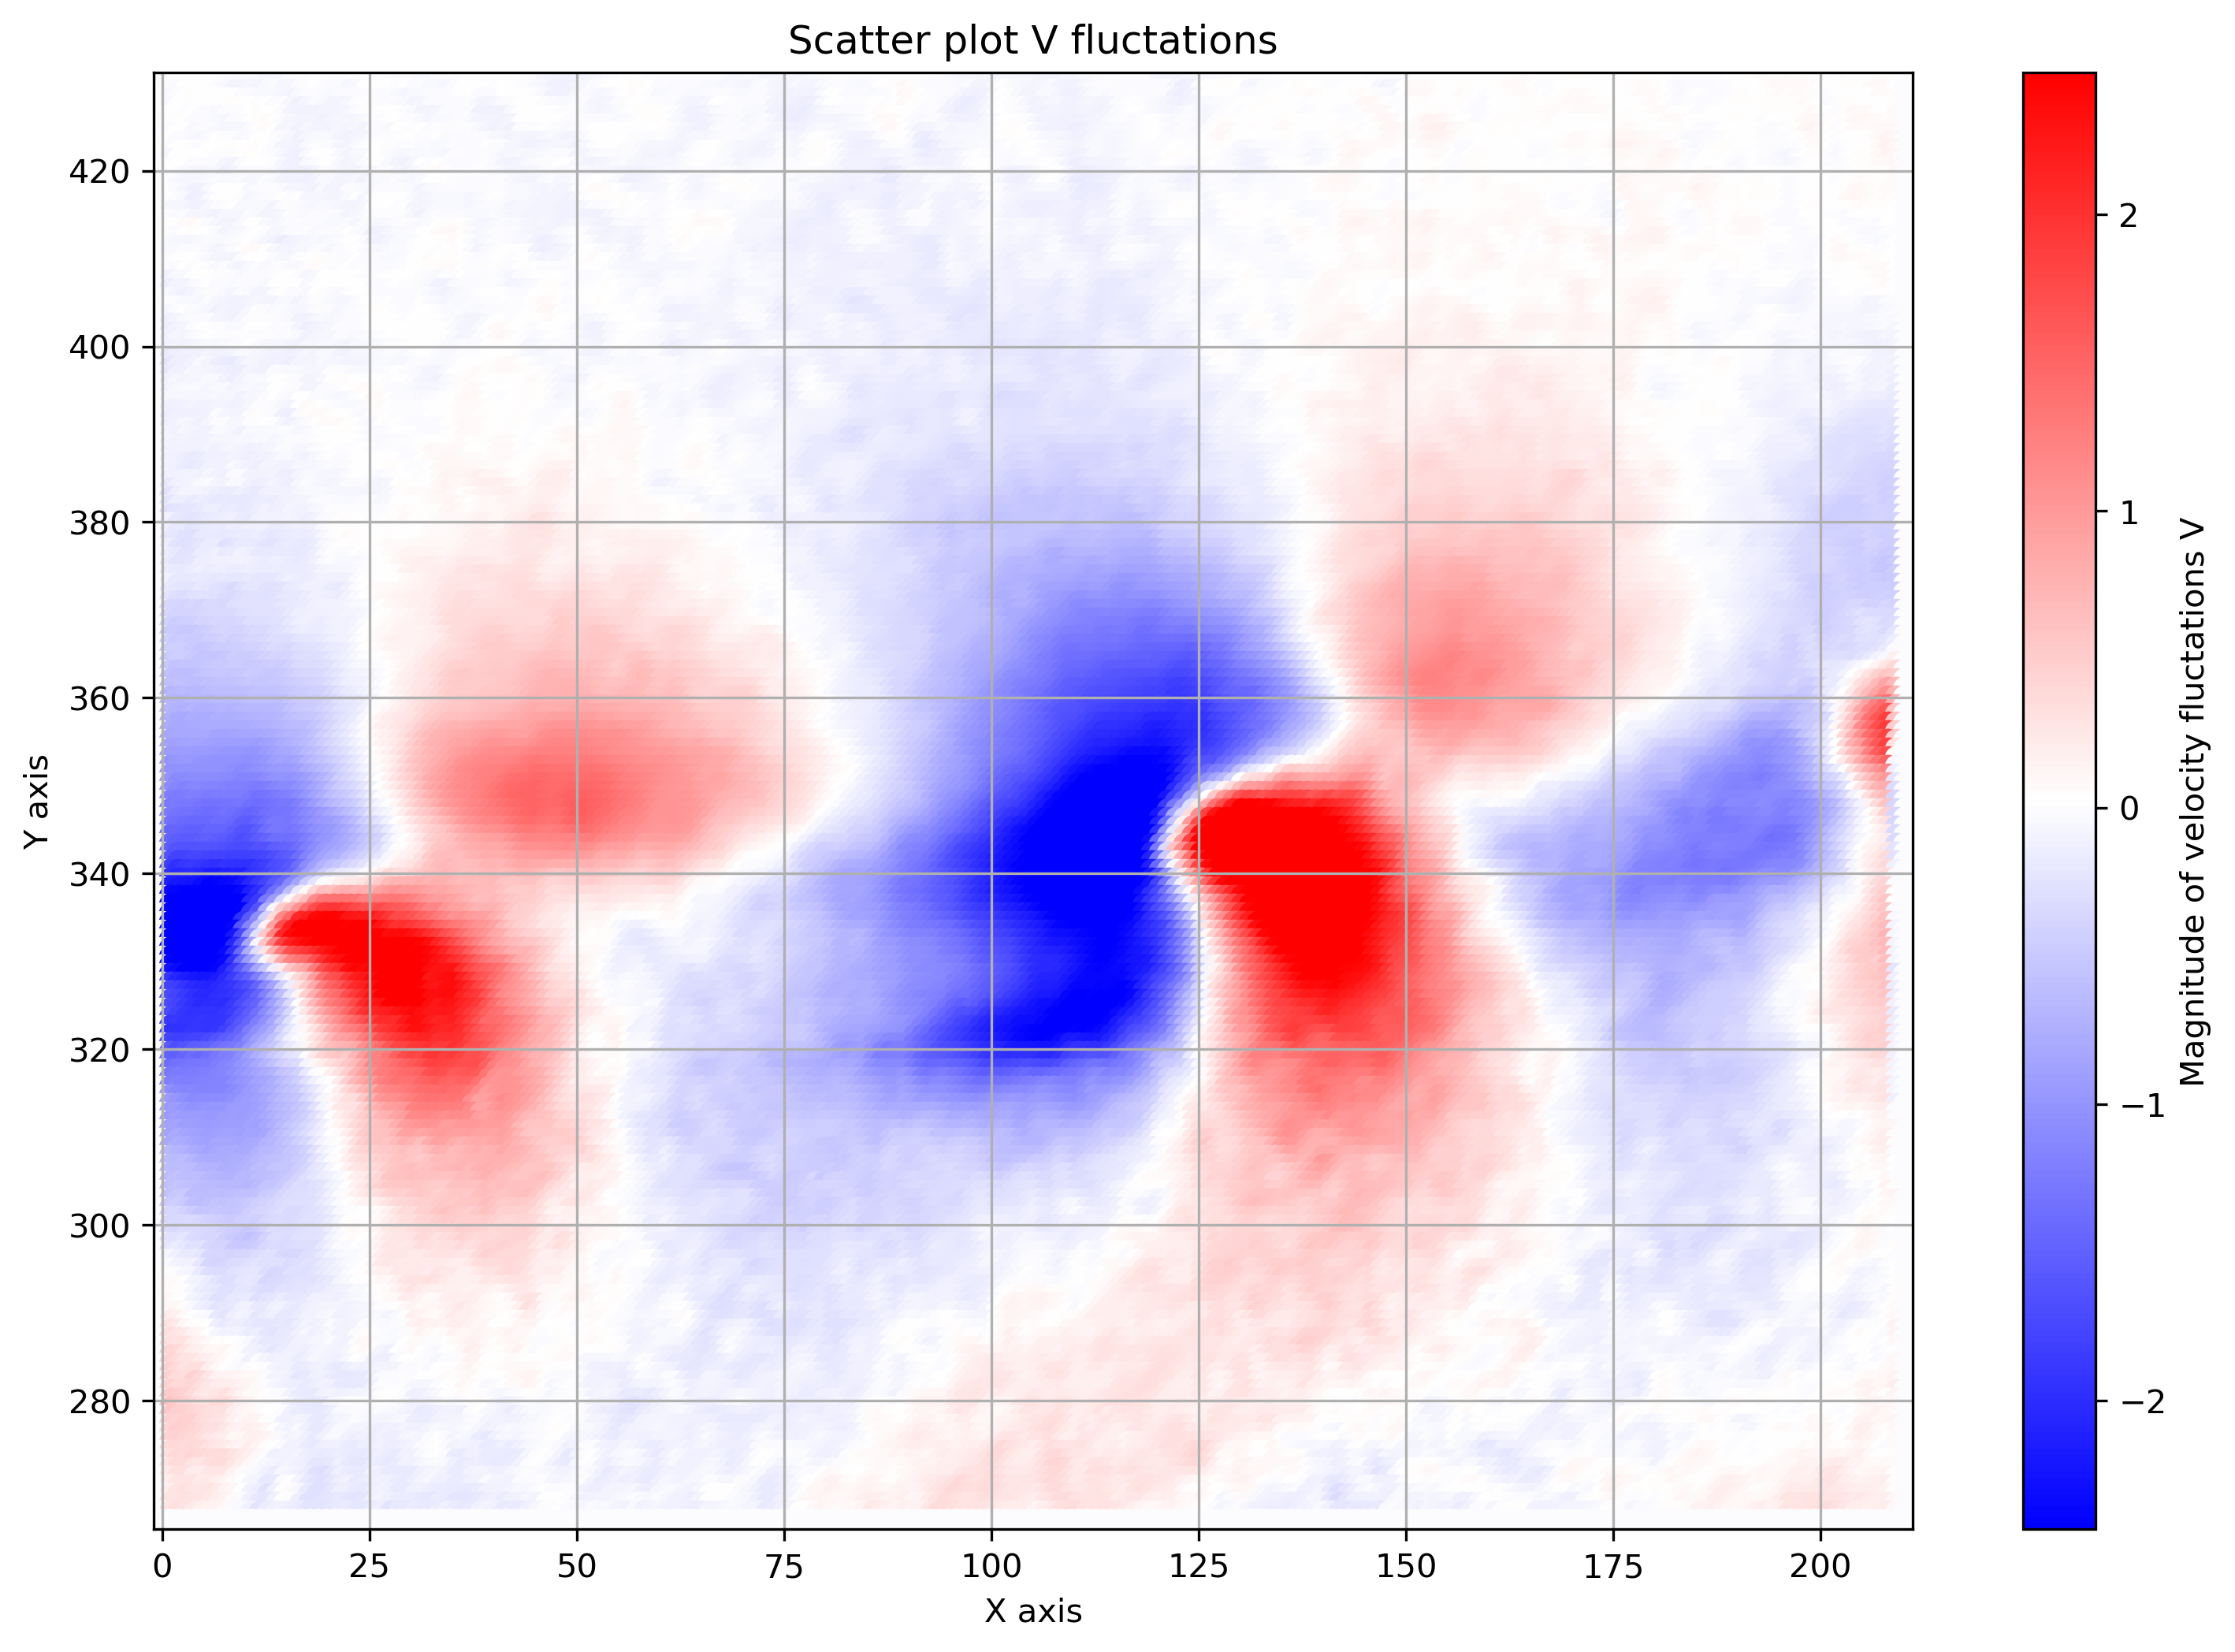 Scatter plot V fluctations
420
400
380
360
340
320
300
280
Y axis
0 25 50 75 100 125 150 175 200
X axis
2
1
0
−1
−2
Magnitude of velocity fluctations V